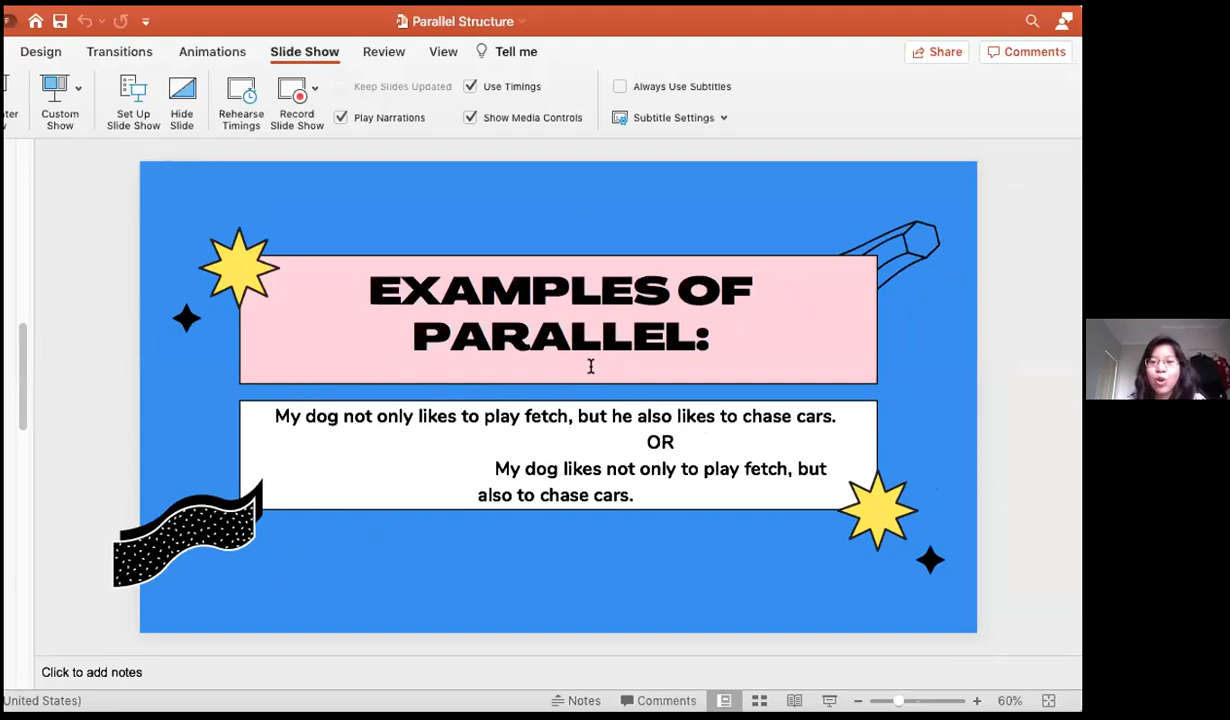 Parallel Structure
Design Transitions Animations Slide Show Review View Tell me Share Comments
Custom Show
Set Up Slide Show
Hide Slide
Rehearse Timings
Record Slide Show
Keep Slides Updated
Use Timings
Play Narrations
Show Media Controls
Always Use Subtitles
Subtitle Settings
EXAMPLES OF
PARALLEL:
My dog not only likes to play fetch, but he also likes to chase cars.
OR
My dog likes not only to play fetch, but
also to chase cars.
Click to add notes
United States) Notes Comments 60%